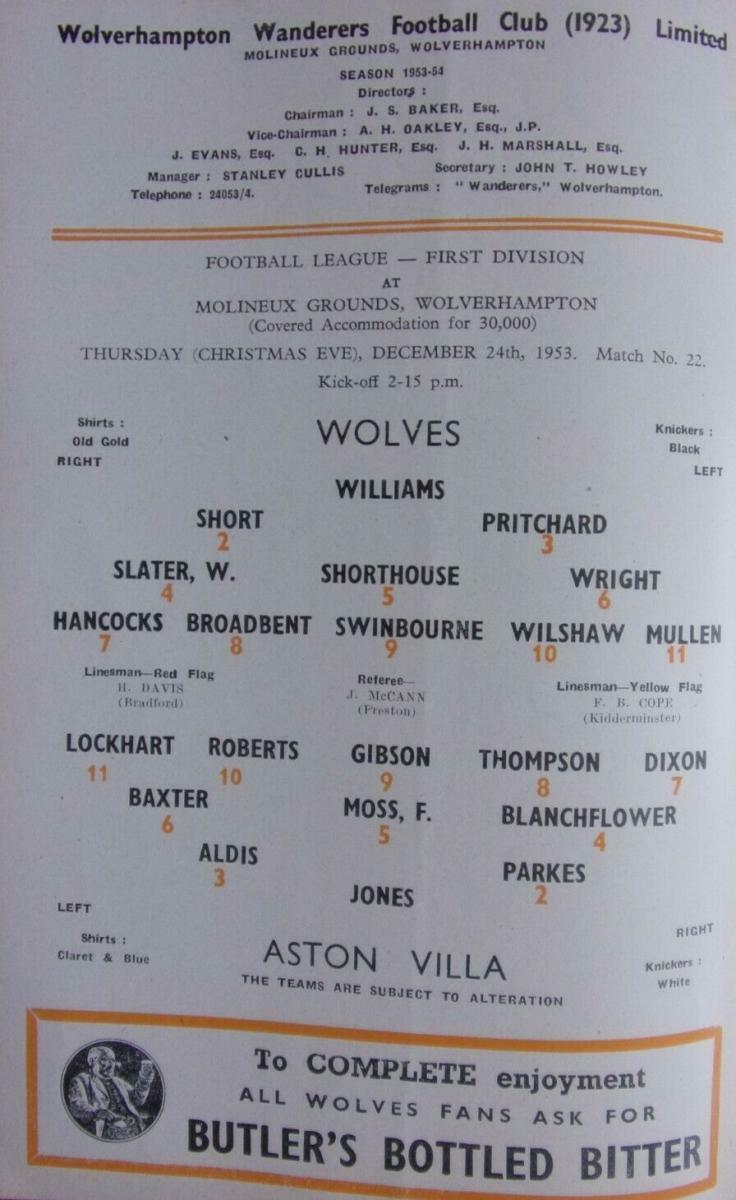 Wolverhampton Wanderers Football Club (1923) Limited
MOLINEUX GROUNDS, WOLVERHAMPTON
SEASON 1953-54
Directors :
Chairman : J. S. BAKER, Esq.
Vice-Chairman : A. H. OAKLEY, Esq., J.P.
J. EVANS, Esq. C. H. HUNTER, Esq. J. H. MARSHALL, Esq.
Manager : STANLEY CULLIS Secretary : JOHN T. HOWLEY
Telephone : 24053/4. Telegrams : "Wanderers," Wolverhampton.
FOOTBALL LEAGUE — FIRST DIVISION
AT
MOLINEUX GROUNDS, WOLVERHAMPTON
(Covered Accommodation for 30,000)
THURSDAY (CHRISTMAS EVE), DECEMBER 24th, 1953. Match No. 22.
Kick-off 2-15 p.m.
Shirts : Knickers :
Old Gold WOLVES Black
RIGHT LEFT
WILLIAMS
SHORT PRITCHARD
2 3
SLATER, W. SHORTHOUSE WRIGHT
4 5 6
HANCOCKS BROADBENT SWINBOURNE WILSHAW MULLEN
7 8 9 10 11
Linesman—Red Flag Referee— Linesman—Yellow Flag
H. DAVIS J. McCANN F. B. COPE
(Bradford) (Preston) (Kidderminster)
LOCKHART ROBERTS GIBSON THOMPSON DIXON
11 10 9 8 7
BAXTER MOSS, F. BLANCHFLOWER
6 5 4
ALDIS PARKES
3 2
JONES
LEFT RIGHT
Shirts : ASTON VILLA Knickers :
Claret & Blue White
THE TEAMS ARE SUBJECT TO ALTERATION
To COMPLETE enjoyment
ALL WOLVES FANS ASK FOR
BUTLER'S BOTTLED BITTER